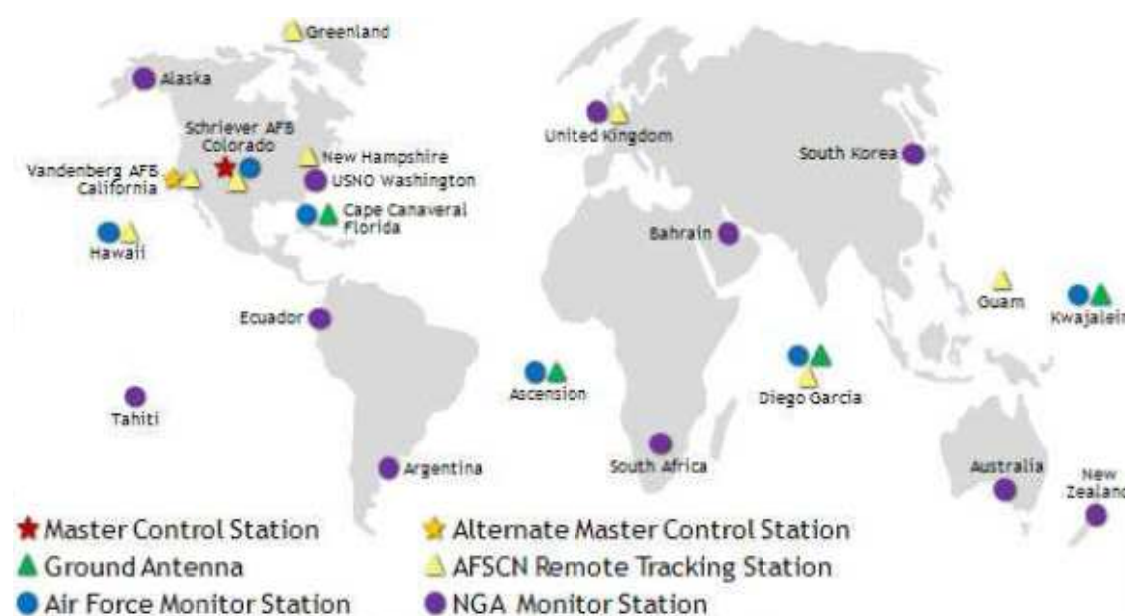 Greenland
Alaska
Schriever AFB
Colorado
United Kingdom
South Korea
New Hampshire
Vandenberg AFB
California
USNO Washington
Cape Canaveral
Florida
Bahrain
Hawaii
Guam
Kwajalein
Ecuador
Ascension
Diego Garcia
Tahiti
Argentina
South Africa
Australia
New
Zealand
Master Control Station
Alternate Master Control Station
Ground Antenna
AFSCN Remote Tracking Station
Air Force Monitor Station
NGA Monitor Station